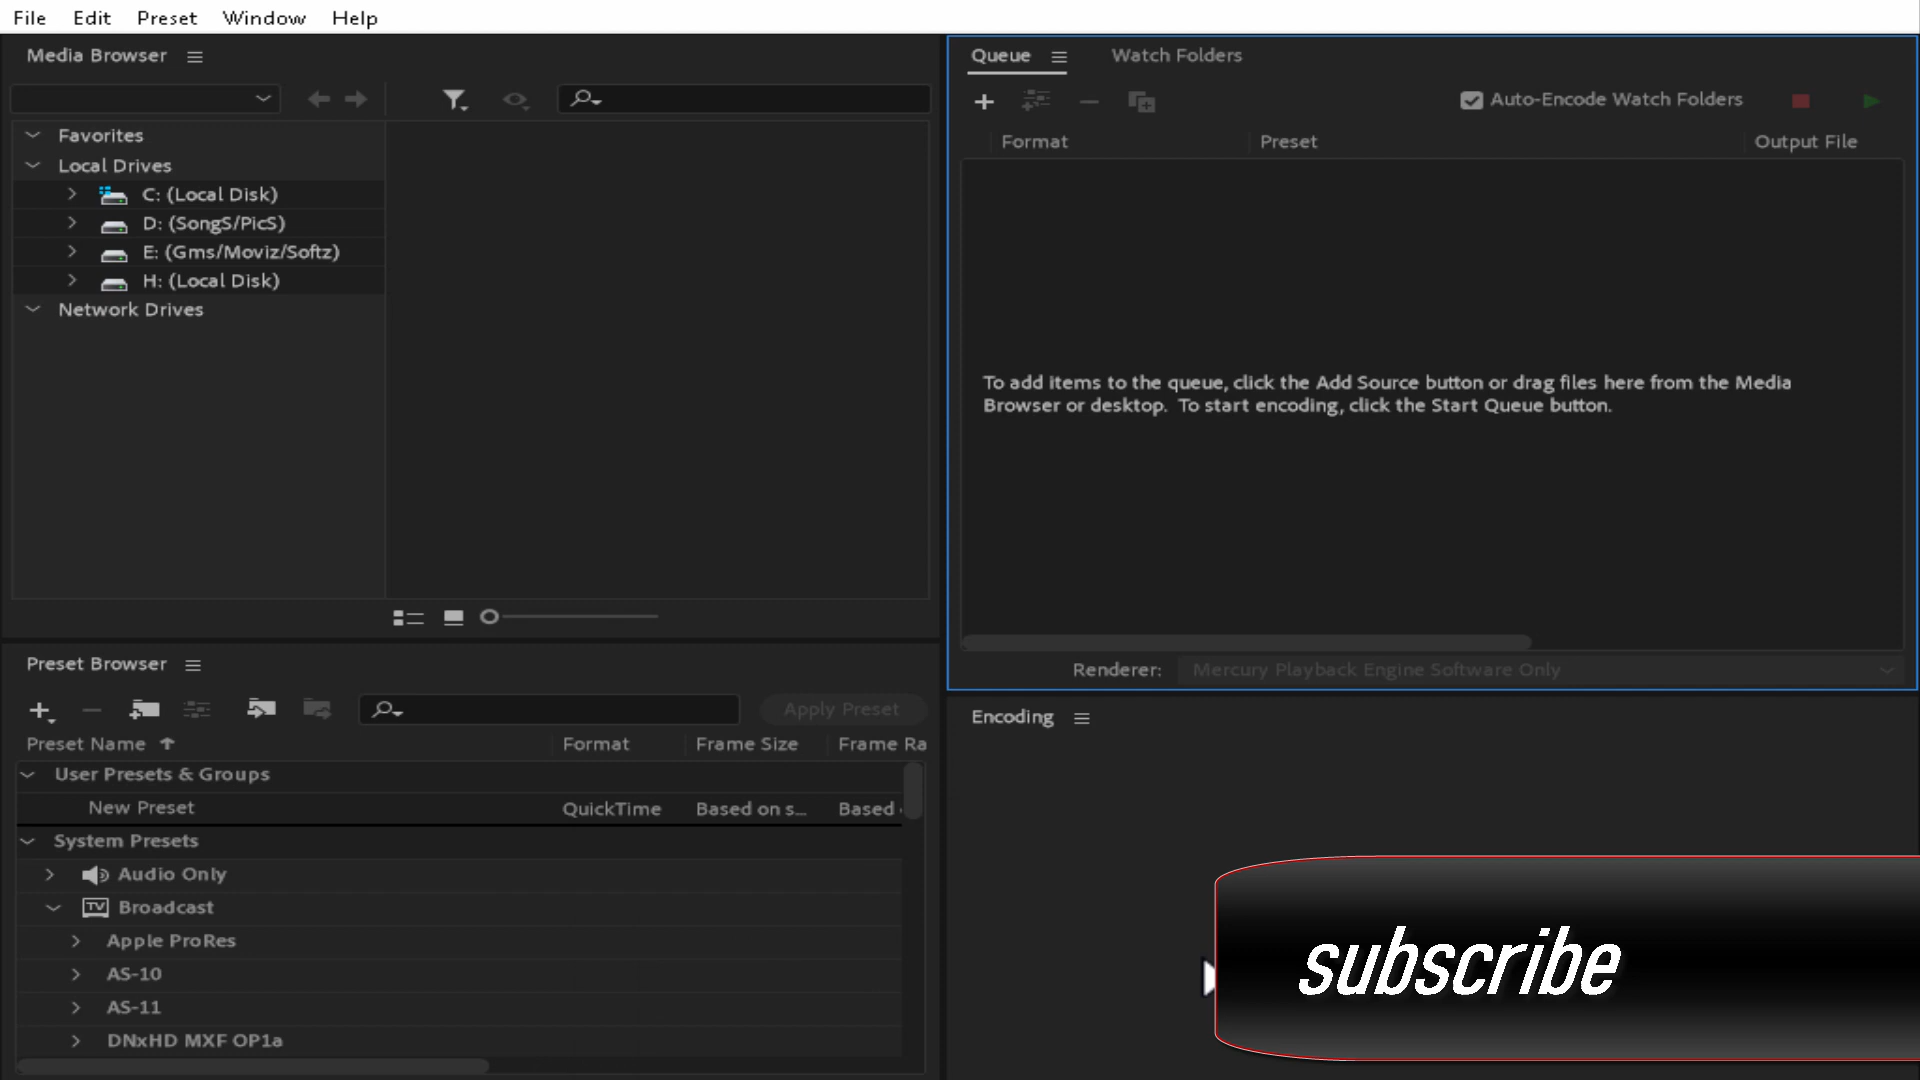 File Edit Preset Window Help
Media Browser
Favorites
Local Drives
C: (Local Disk)
D: (SongS/PicS)
E: (Gms/Moviz/Softz)
H: (Local Disk)
Network Drives
Queue Watch Folders
Auto-Encode Watch Folders
Format Preset Output File
To add items to the queue, click the Add Source button or drag files here from the Media
Browser or desktop. To start encoding, click the Start Queue button.
Renderer: Mercury Playback Engine Software Only
Preset Browser
Apply Preset
Preset Name Format Frame Size Frame Ra
User Presets & Groups
New Preset QuickTime Based on s... Based
System Presets
Audio Only
TV Broadcast
Apple ProRes
AS-10
AS-11
DNxHD MXF OP1a
Encoding
subscribe